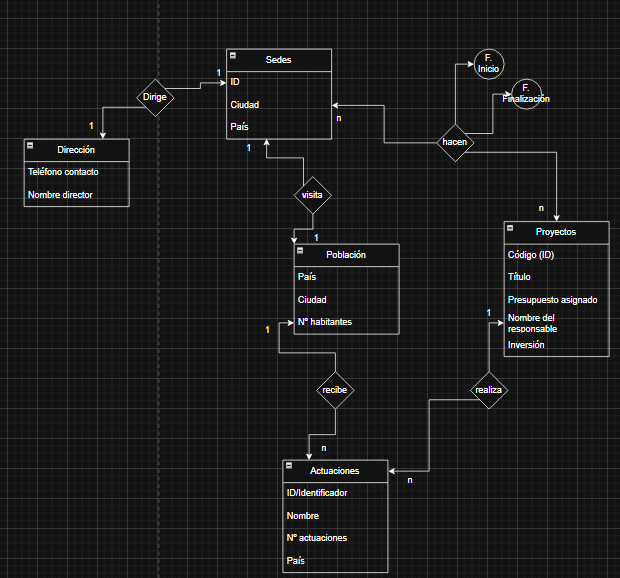 Sedes
ID
Ciudad
País
1
Dirige
1
Dirección
Teléfono contacto
Nombre director
F.
Inicio
F.
Finalización
n
hacen
n
1
visita
1
Población
País
Ciudad
Nº habitantes
1
Proyectos
Código (ID)
Título
Presupuesto asignado
Nombre del
responsable
Inversión
1
recibe
realiza
n
n
Actuaciones
ID/Identificador
Nombre
Nº actuaciones
País